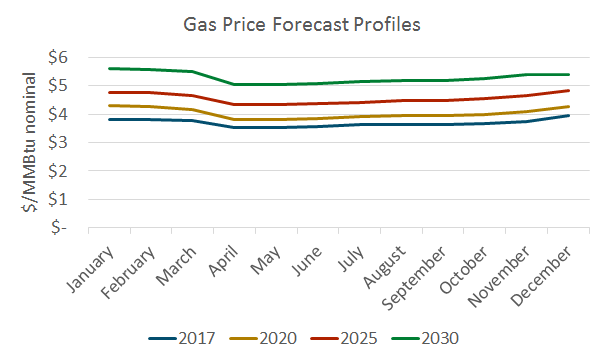 Gas Price Forecast Profiles
$/MMBtu nominal
$6
$5
$4
$3
$2
$1
$-
January
February
March
April
May
June
July
August
September
October
November
December
2017 2020 2025 2030